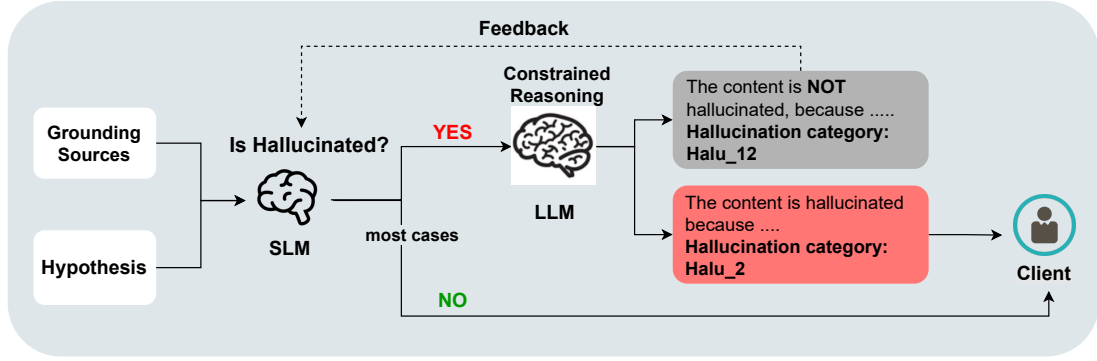 Feedback
Grounding
Sources
Hypothesis
Is Hallucinated?
SLM
YES
most cases
NO
Constrained
Reasoning
LLM
The content is NOT
hallucinated, because .....
Hallucination category:
Halu_12
The content is hallucinated
because ....
Hallucination category:
Halu_2
Client